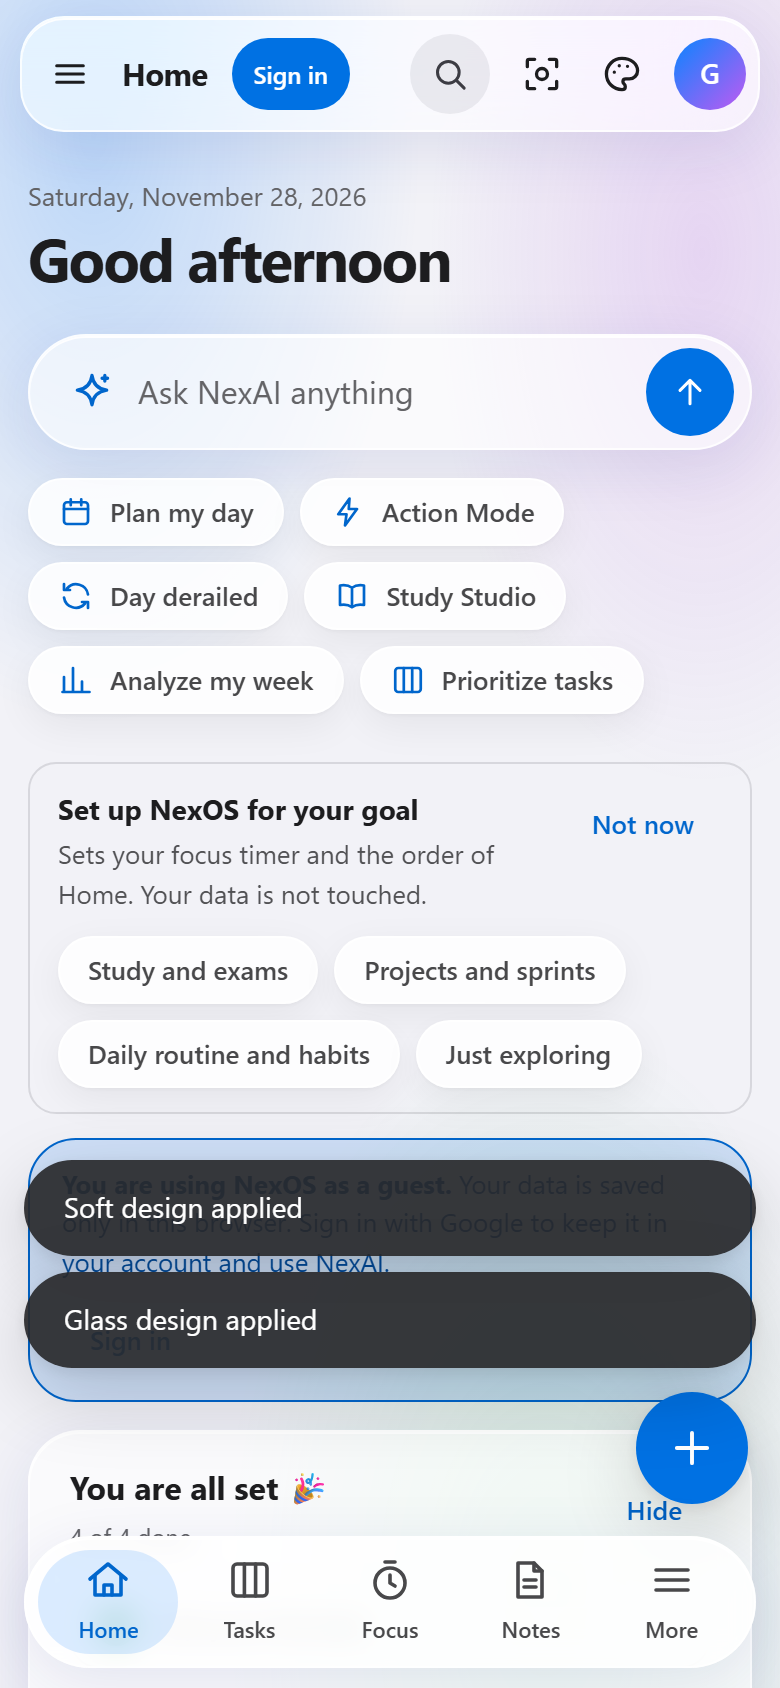 Home
Sign in
G
Saturday, November 28, 2026
Good afternoon
Ask NexAI anything
Plan my day
Action Mode
Day derailed
Study Studio
Analyze my week
Prioritize tasks
Set up NexOS for your goal
Not now
Sets your focus timer and the order of
Home. Your data is not touched.
Study and exams
Projects and sprints
Daily routine and habits
Just exploring
You are using NexOS as a guest. Your data is saved
Soft design applied
only in this browser. Sign in with Google to keep it in
your account and use NexAI.
Glass design applied
Sign in
You are all set 🎉
Hide
4 of 4 done
Home
Tasks
Focus
Notes
More